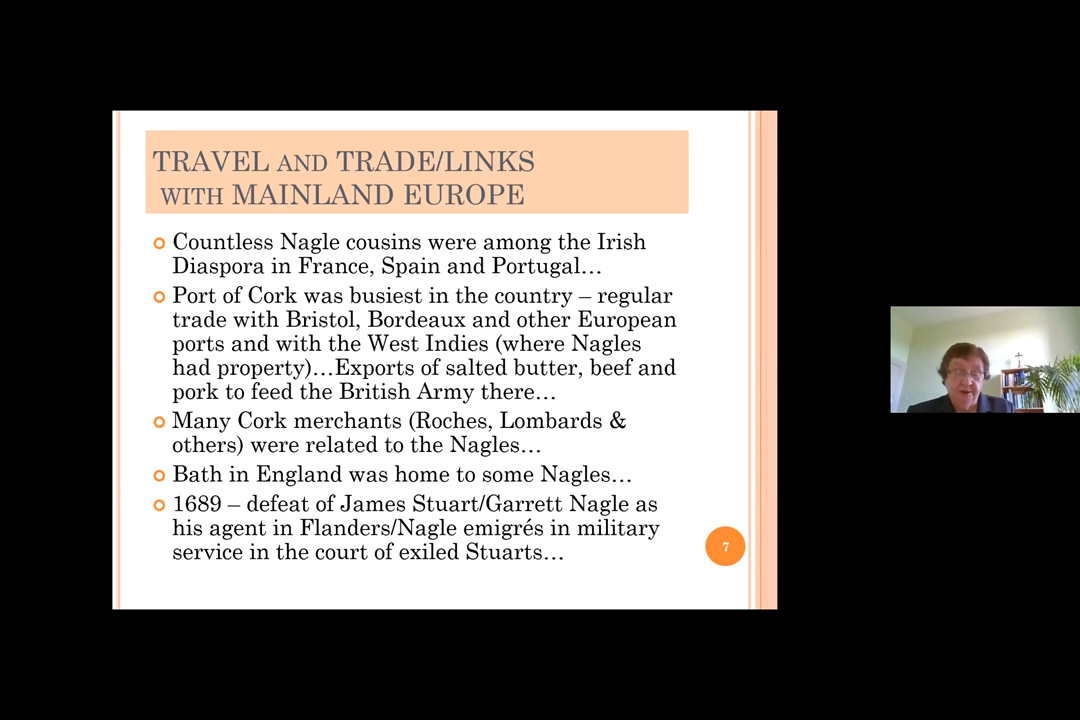 TRAVEL AND TRADE/LINKS
WITH MAINLAND EUROPE
Countless Nagle cousins were among the Irish
Diaspora in France, Spain and Portugal…
Port of Cork was busiest in the country – regular
trade with Bristol, Bordeaux and other European
ports and with the West Indies (where Nagles
had property)…Exports of salted butter, beef and
pork to feed the British Army there…
Many Cork merchants (Roches, Lombards &
others) were related to the Nagles…
Bath in England was home to some Nagles…
1689 – defeat of James Stuart/Garrett Nagle as
his agent in Flanders/Nagle emigrés in military
service in the court of exiled Stuarts…
7